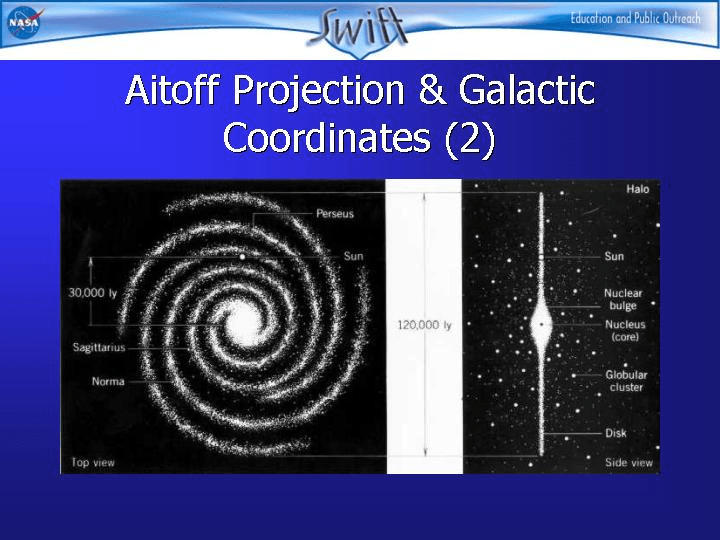 NASA
Swift
Education and Public Outreach
Aitoff Projection & Galactic
Coordinates (2)
Perseus
Sun
30,000 ly
Sagittarius
Norma
Top view
120,000 ly
Halo
Sun
Nuclear
bulge
Nucleus
(core)
Globular
cluster
Disk
Side view